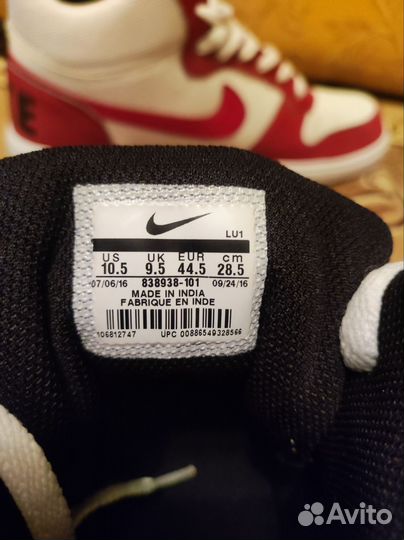 LU1
US UK EUR cm
10.5 9.5 44.5 28.5
07/06/16 838938-101 09/24/16
MADE IN INDIA
FABRIQUE EN INDE
106812747 UPC 00886549328566
Avito